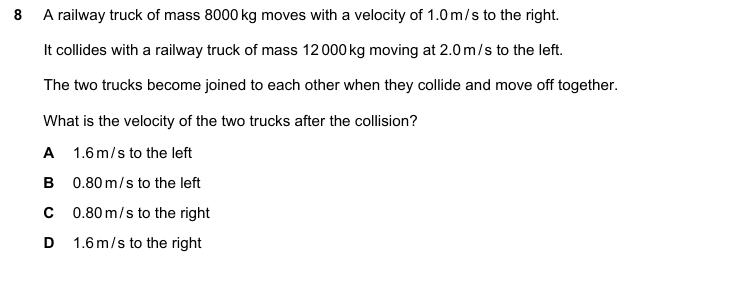 8 A railway truck of mass 8000 kg moves with a velocity of 1.0 m/s to the right.
It collides with a railway truck of mass 12 000 kg moving at 2.0 m/s to the left.
The two trucks become joined to each other when they collide and move off together.
What is the velocity of the two trucks after the collision?
A 1.6 m/s to the left
B 0.80 m/s to the left
C 0.80 m/s to the right
D 1.6 m/s to the right